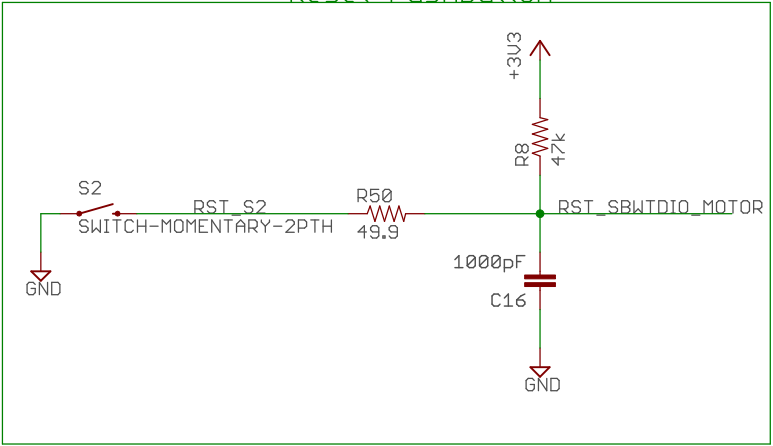 +3V3
R8
47k
S2
RST_S2
R50
RST_SBWTDIO_MOTOR
SWITCH-MOMENTARY-2PTH
49.9
1000pF
GND
C16
GND